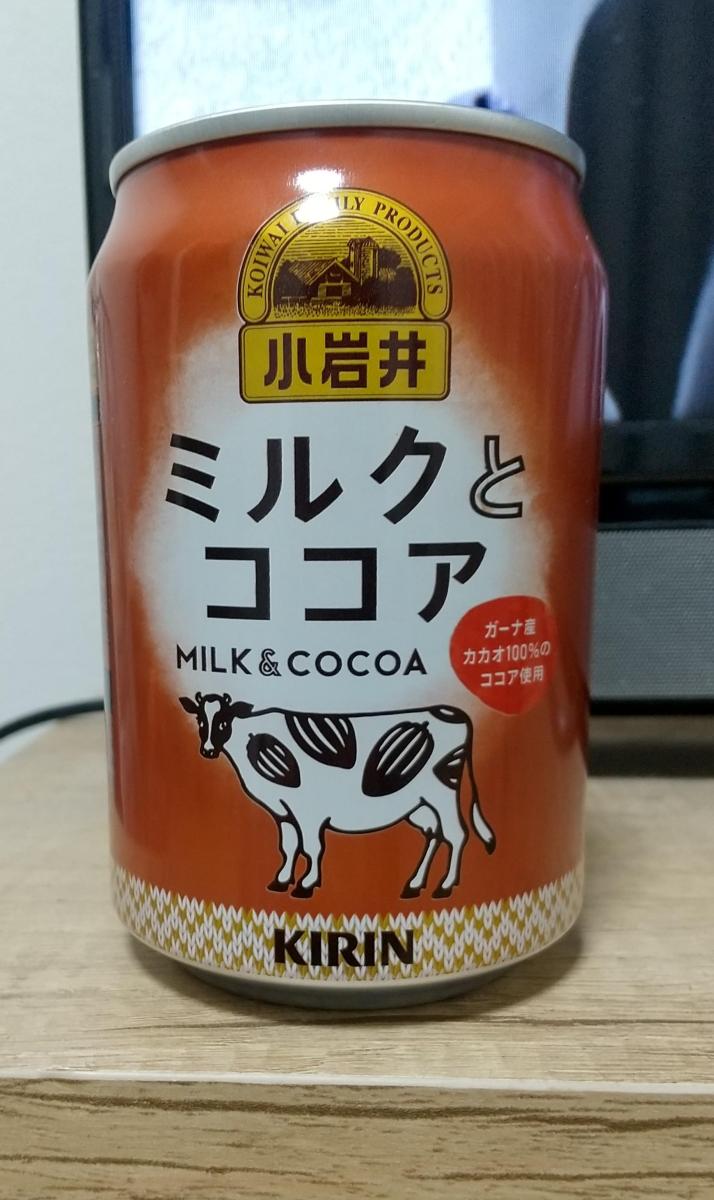 KOIWAI FAMILY PRODUCTS
小岩井
ミルクと
ココア
MILK & COCOA
ガーナ産
カカオ100%の
ココア使用
KIRIN